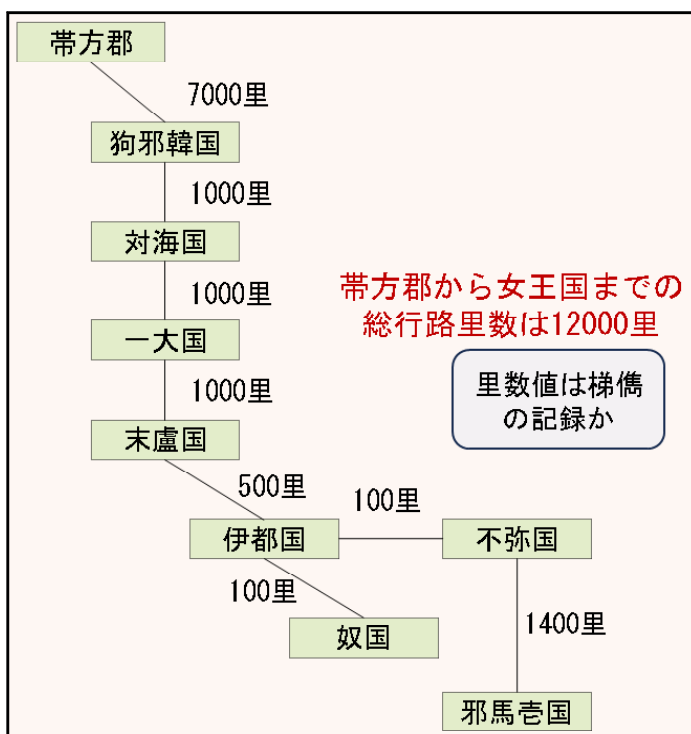 帯方郡
7000里
狗邪韓国
1000里
対海国
1000里
帯方郡から女王国までの
総行路里数は12000里
一大国
里数値は梯儁
の記録か
1000里
末盧国
500里
100里
伊都国
不弥国
100里
奴国
1400里
邪馬壱国